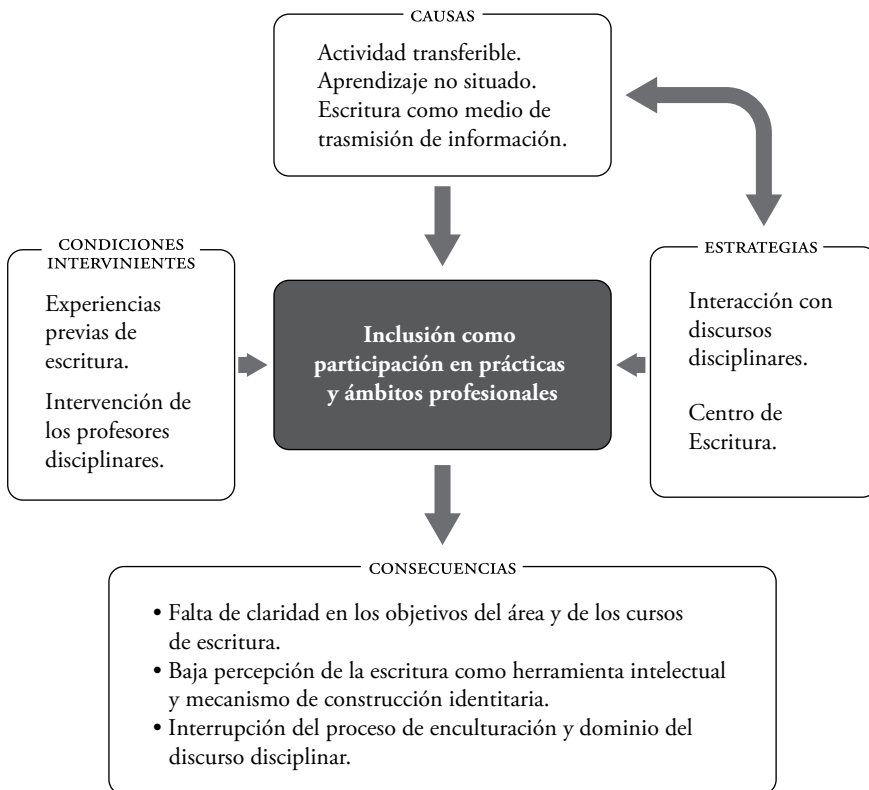 CAUSAS
Actividad transferible.
Aprendizaje no situado.
Escritura como medio de
trasmisión de información.
CONDICIONES
INTERVINIENTES
Experiencias
previas de
escritura.
Intervención de
los profesores
disciplinares.
Inclusión como
participación en prácticas
y ámbitos profesionales
ESTRATEGIAS
Interacción con
discursos
disciplinares.
Centro de
Escritura.
CONSECUENCIAS
• Falta de claridad en los objetivos del área y de los cursos
de escritura.
• Baja percepción de la escritura como herramienta intelectual
y mecanismo de construcción identitaria.
• Interrupción del proceso de enculturación y dominio del
discurso disciplinar.